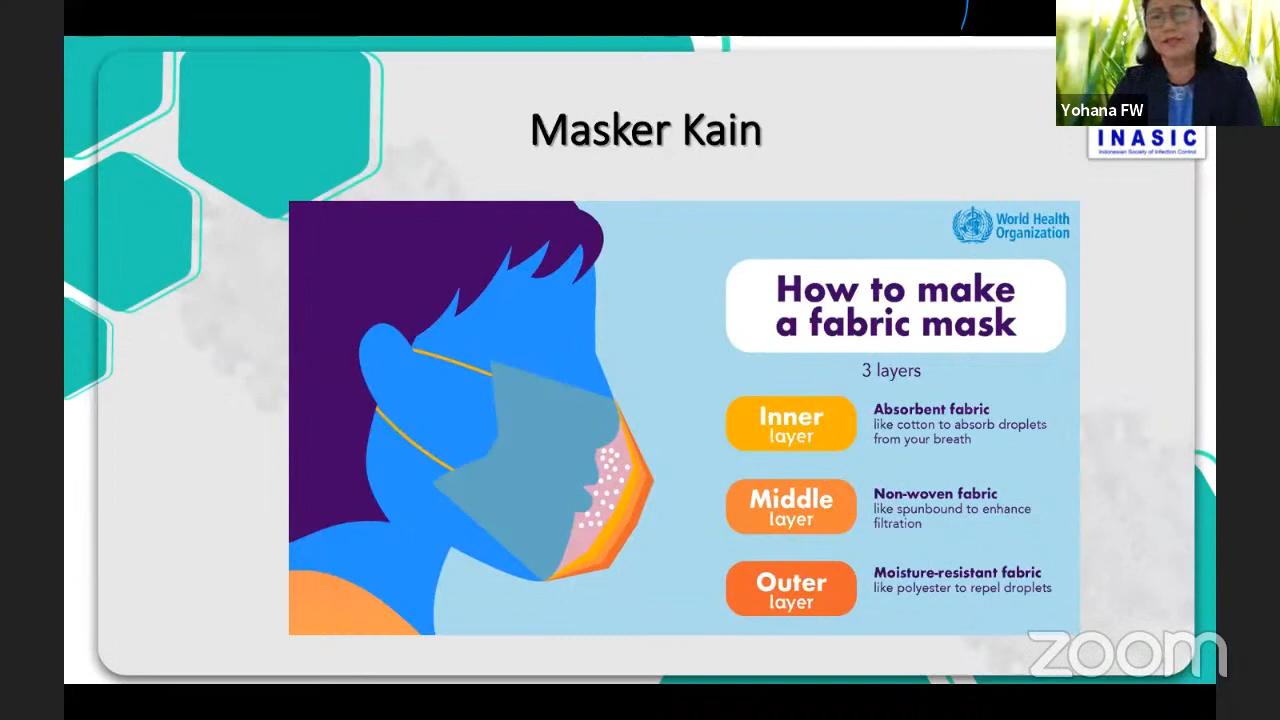 Yohana FW
INASIC
Indonesian Society of Infection Control
Masker Kain
World Health
Organization
How to make
a fabric mask
3 layers
Inner
layer
Absorbent fabric
like cotton to absorb droplets
from your breath
Middle
layer
Non-woven fabric
like spunbound to enhance
filtration
Outer
layer
Moisture-resistant fabric
like polyester to repel droplets
zoom